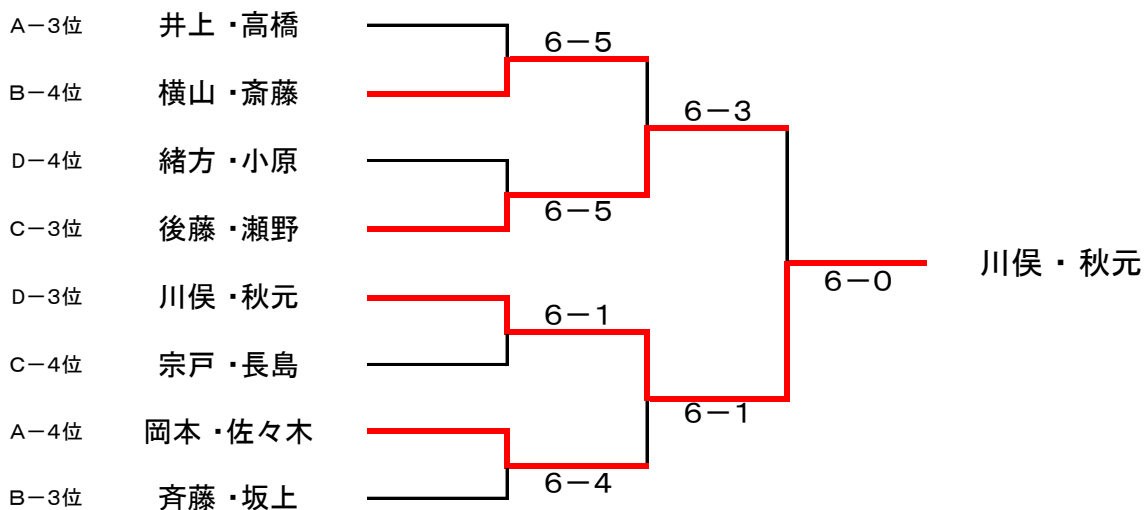 A－3位 井上・高橋
6－5
B－4位 横山・斎藤
6－3
D－4位 緒方・小原
6－5
C－3位 後藤・瀬野
川俣・秋元
6－0
D－3位 川俣・秋元
6－1
C－4位 宗戸・長島
6－1
A－4位 岡本・佐々木
6－4
B－3位 斉藤・坂上